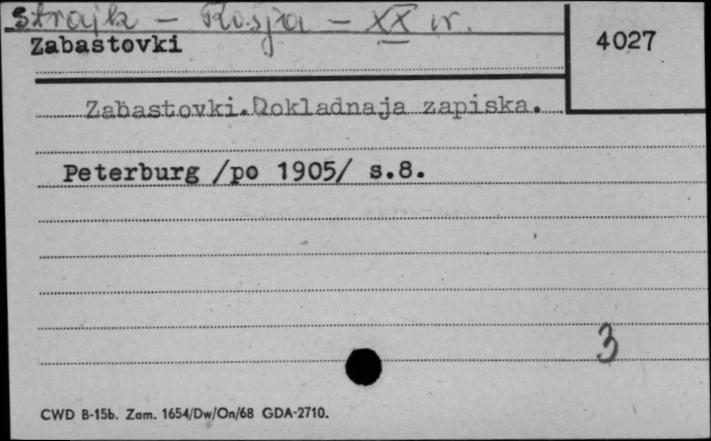 Strajk - Rosja - XX w.
Zabastovki
4027
Zabastovki.Dokladnaja zapiska.
Peterburg /po 1905/ s.8.
3
CWD B-15b. Zam. 1654/Dw/On/68 GDA-2710.